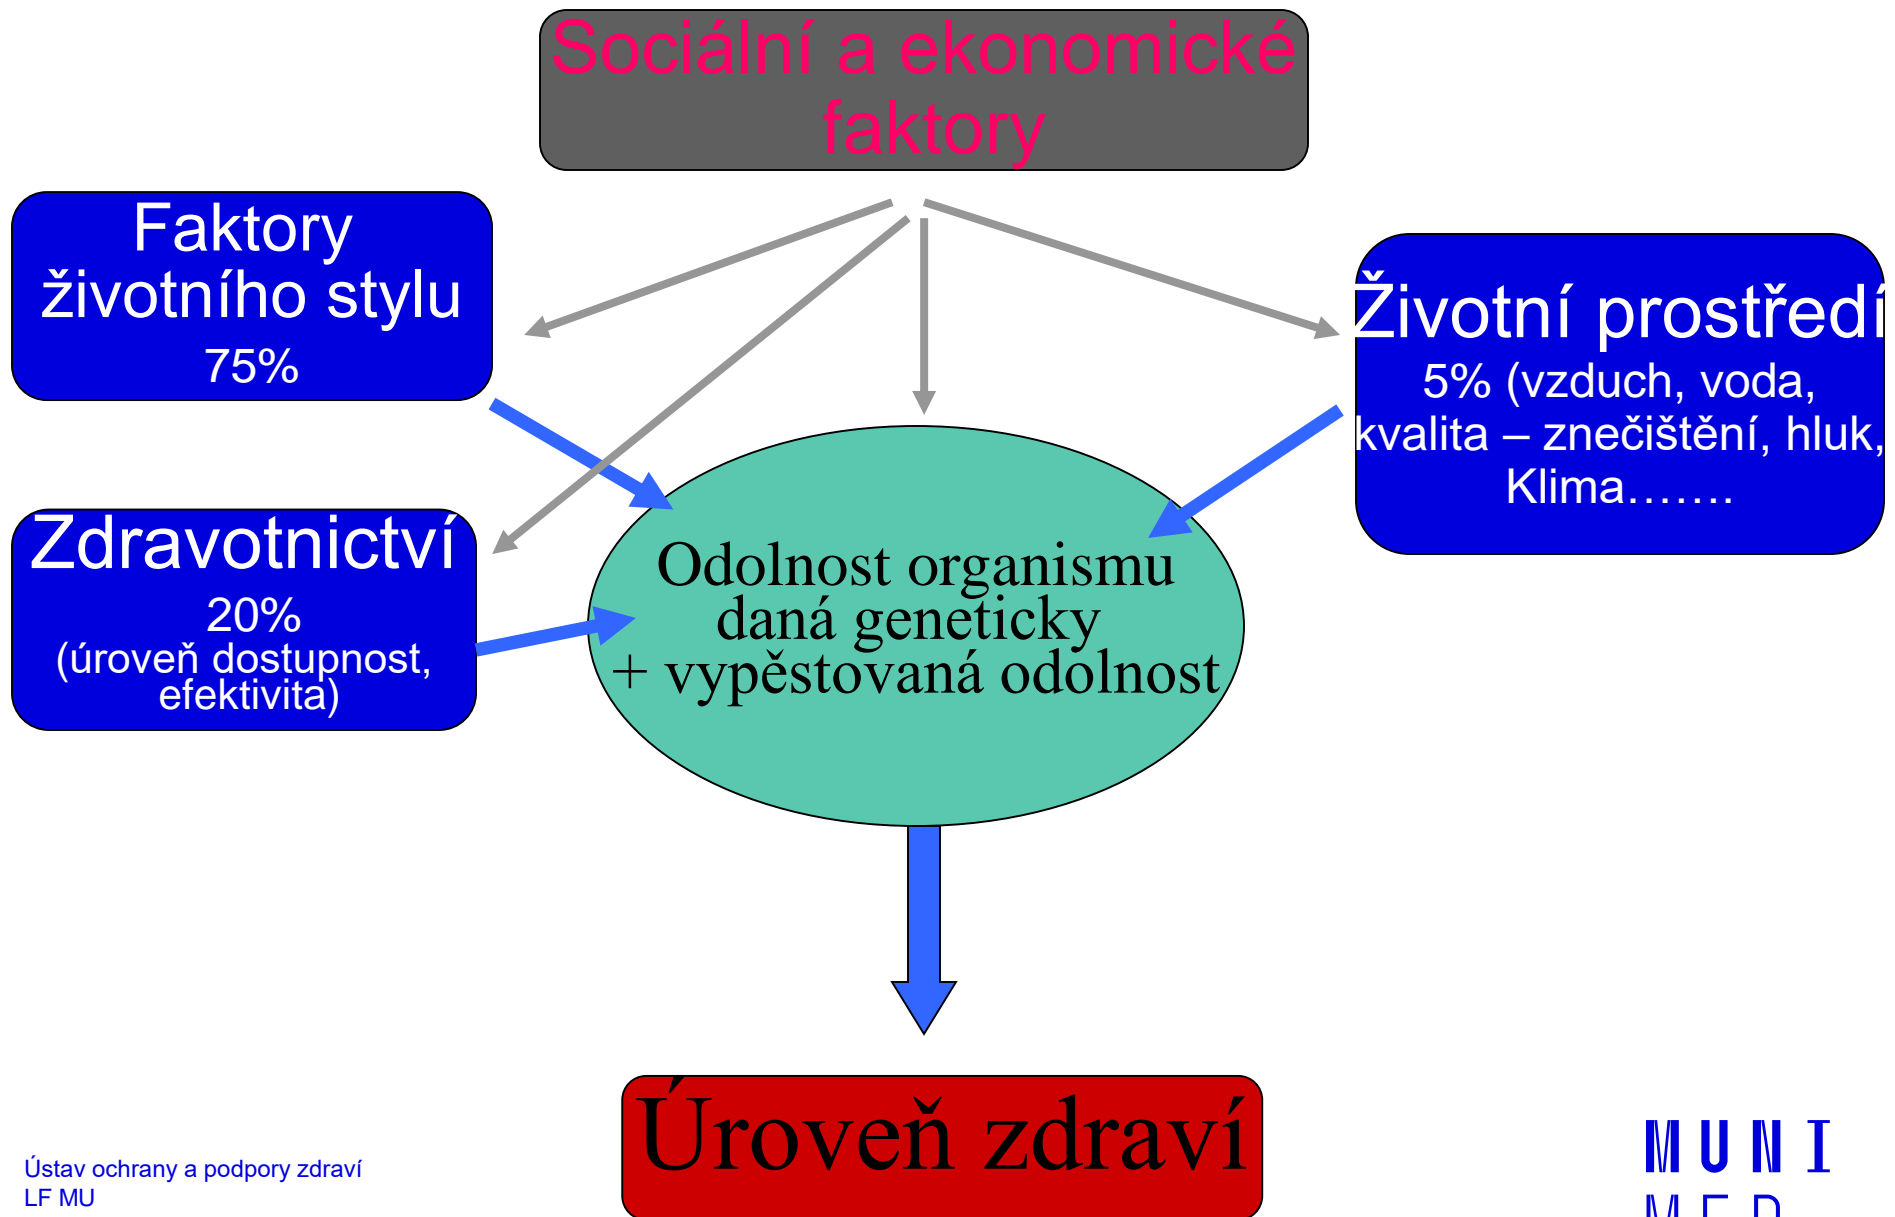 Sociální a ekonomické
faktory
Faktory
životního stylu
75%
Životní prostředí
5% (vzduch, voda,
kvalita – znečištění, hluk,
Klima…….
Zdravotnictví
20%
(úroveň dostupnost,
efektivita)
Odolnost organismu
daná geneticky
+ vypěstovaná odolnost
Úroveň zdraví
Ústav ochrany a podpory zdraví
LF MU
MUNI
MED